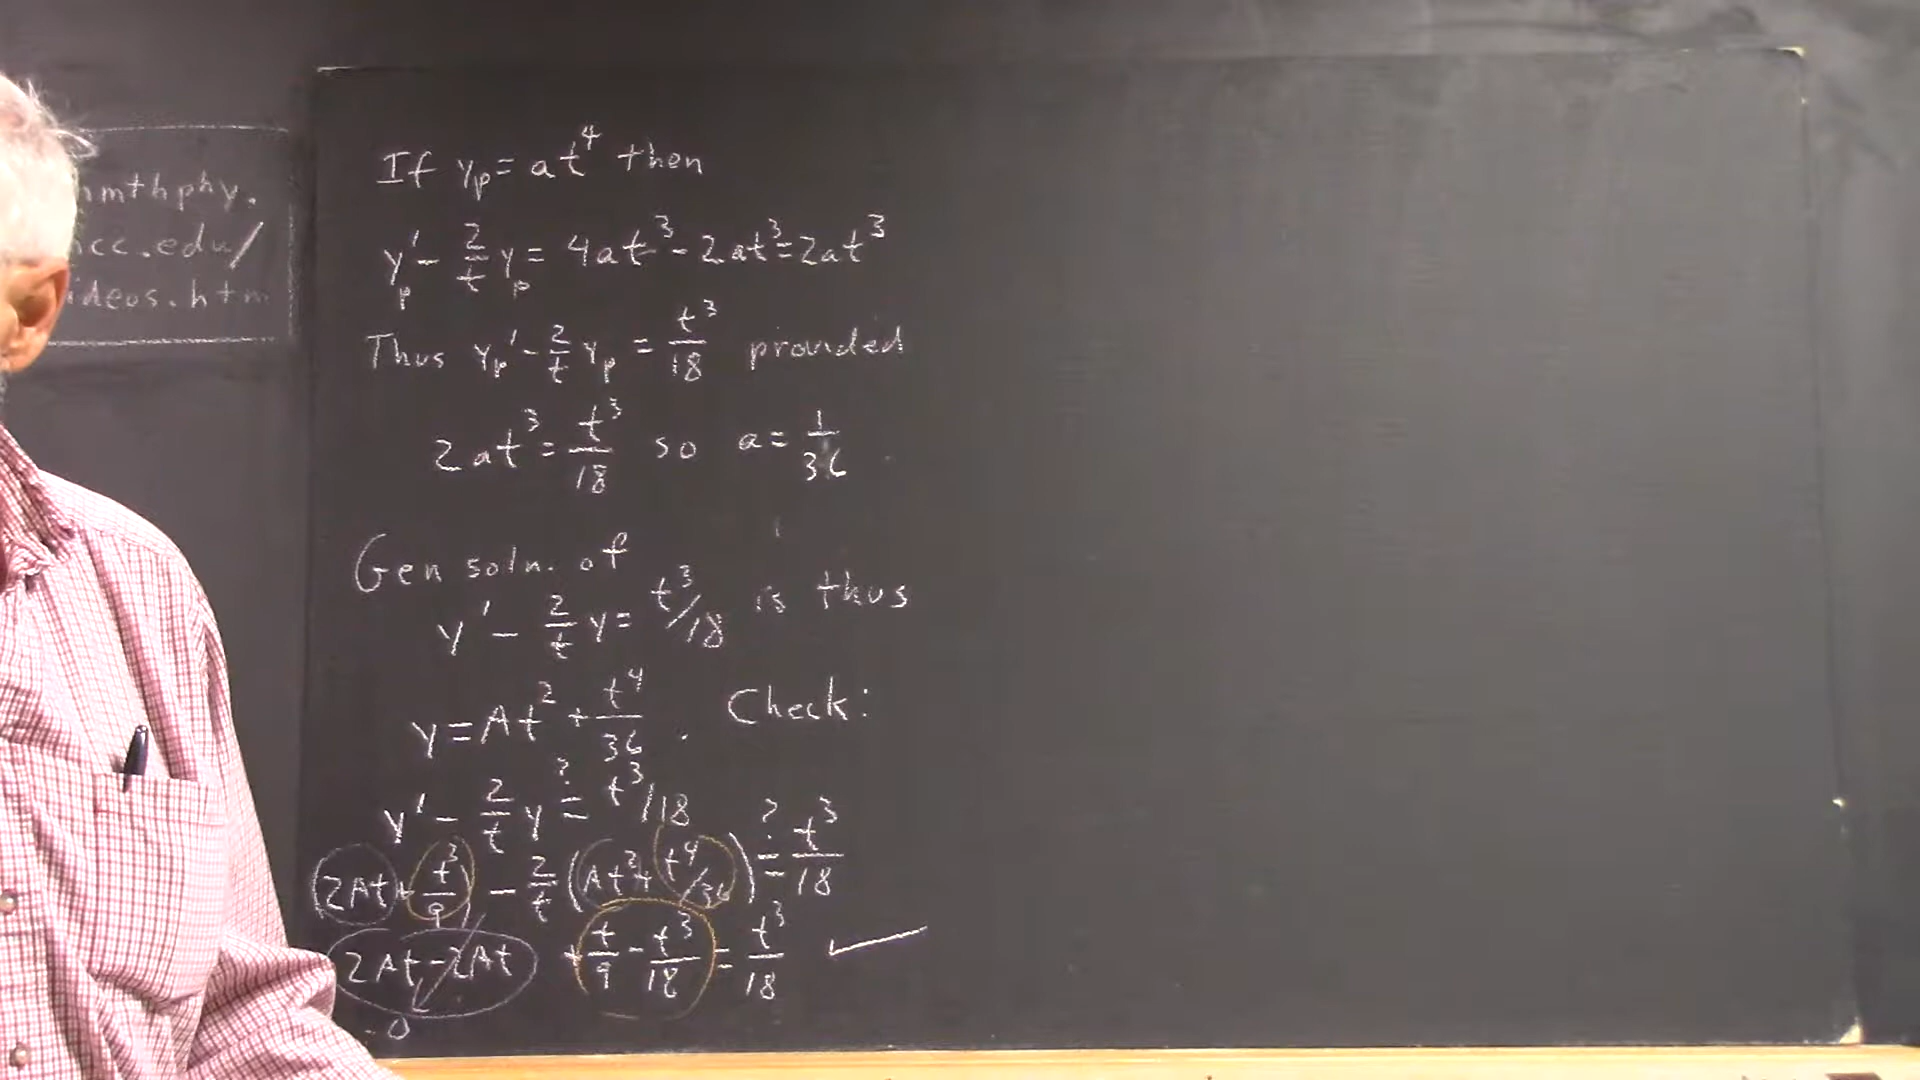 nmthphy.
cc.edu/
ideos.htm
If y_p = at^4 then
y_p' - 2/t y_p = 4at^3 - 2at^3 = 2at^3
Thus y_p' - 2/t y_p = t^3/18 provided
2at^3 = t^3/18 so a = 1/36
Gen soln. of
y' - 2/t y = t^3/18 is thus
y = At^2 + t^4/36 . Check:
y' - 2/t y ?= t^3/18
2At + t^3/9 - 2/t (At^2 + t^4/36) ?= t^3/18
2At - 2At + t/9 - t^3/18 = t^3/18 ✓
0